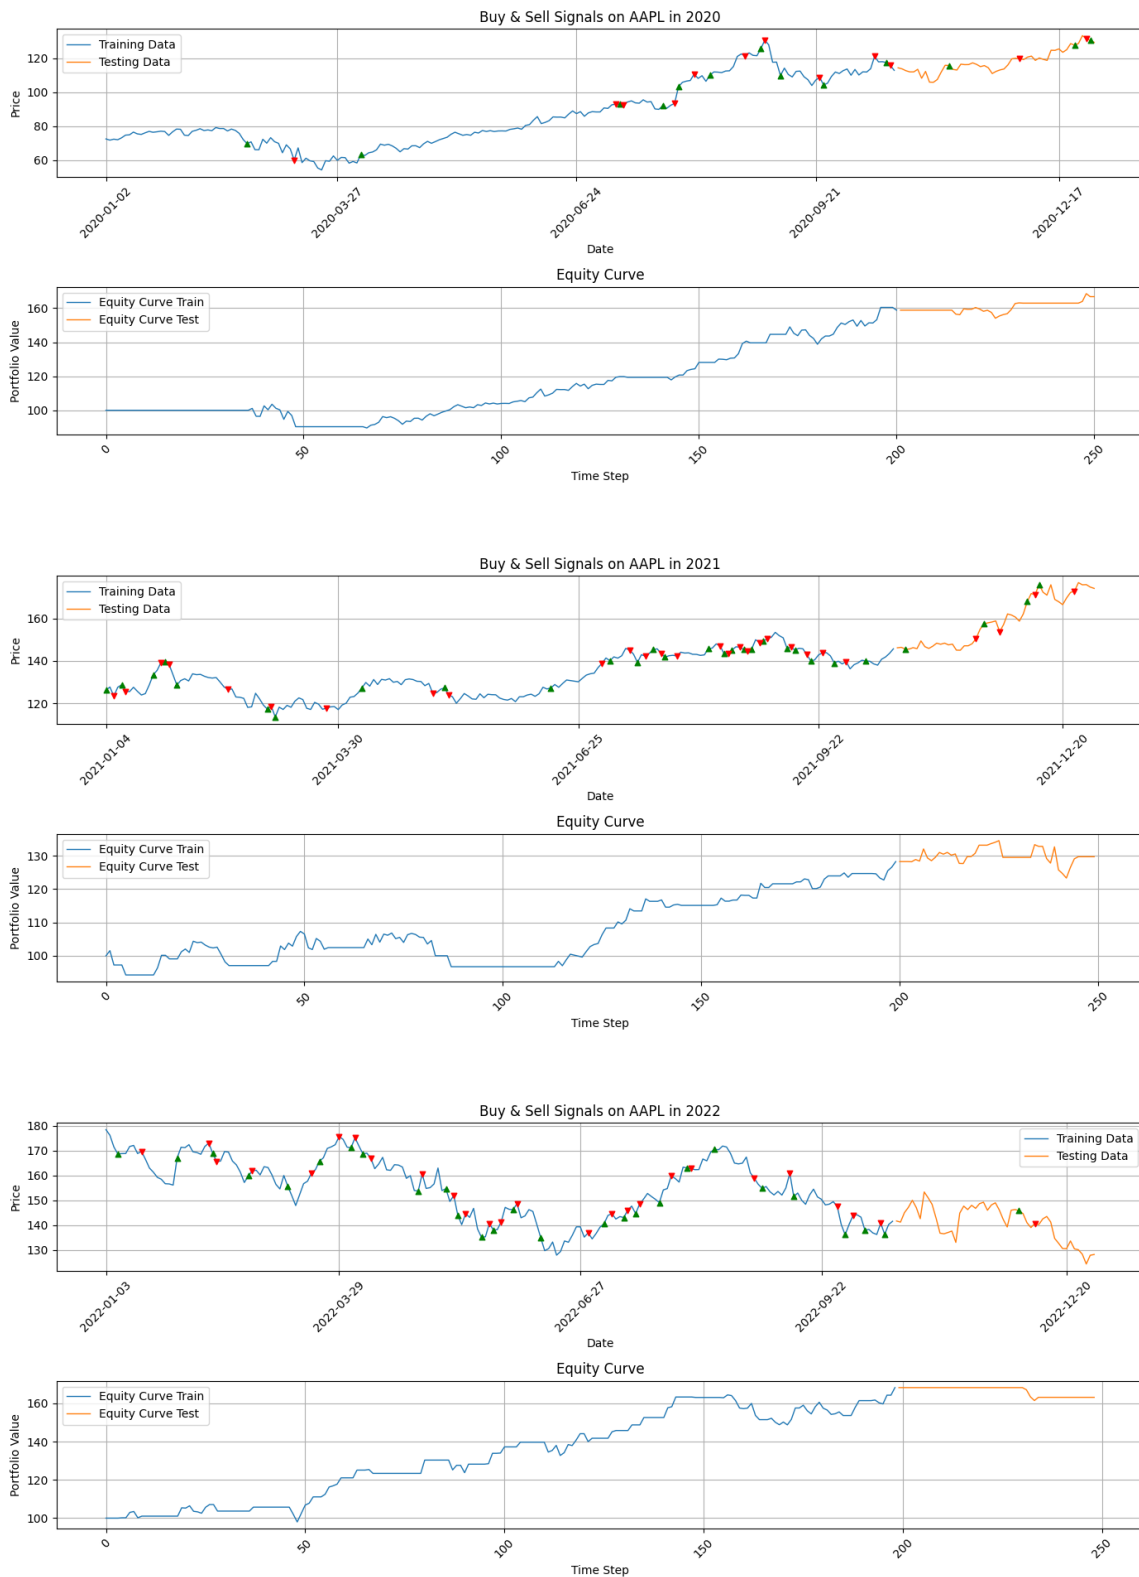 Buy & Sell Signals on AAPL in 2020
Training Data
Testing Data
Price
120
100
80
60
2020-01-02
2020-03-27
2020-06-24
2020-09-21
2020-12-17
Date
Equity Curve
Equity Curve Train
Equity Curve Test
Portfolio Value
160
140
120
100
0
50
100
150
200
250
Time Step
Buy & Sell Signals on AAPL in 2021
Training Data
Testing Data
Price
160
140
120
2021-01-04
2021-03-30
2021-06-25
2021-09-22
2021-12-20
Date
Equity Curve
Equity Curve Train
Equity Curve Test
Portfolio Value
130
120
110
100
0
50
100
150
200
250
Time Step
Buy & Sell Signals on AAPL in 2022
Training Data
Testing Data
Price
180
170
160
150
140
130
2022-01-03
2022-03-29
2022-06-27
2022-09-22
2022-12-20
Date
Equity Curve
Equity Curve Train
Equity Curve Test
Portfolio Value
160
140
120
100
0
50
100
150
200
250
Time Step